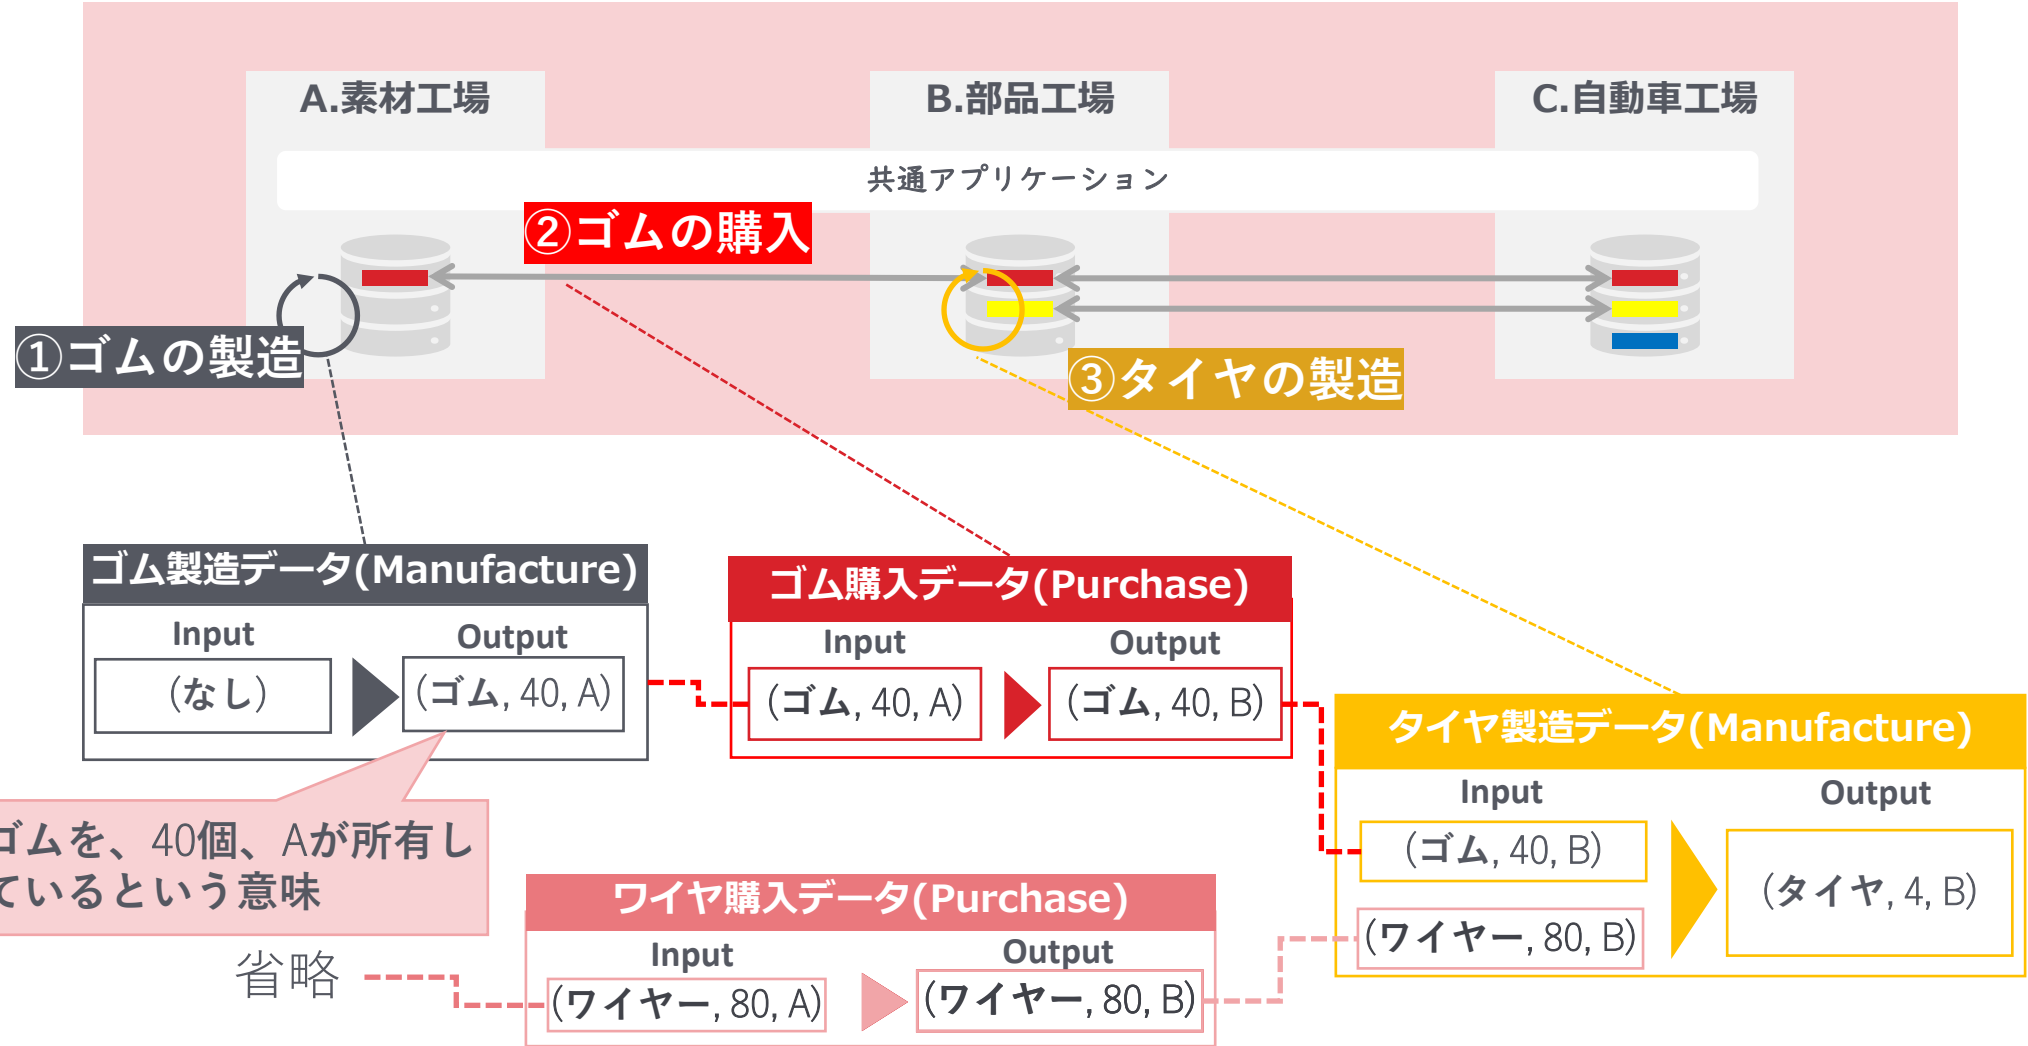 A.素材工場
B.部品工場
C.自動車工場
共通アプリケーション
②ゴムの購入
①ゴムの製造
③タイヤの製造
ゴム製造データ(Manufacture)
Input
Output
(なし)
(ゴム, 40, A)
ゴム購入データ(Purchase)
Input
Output
(ゴム, 40, A)
(ゴム, 40, B)
タイヤ製造データ(Manufacture)
Input
Output
(ゴム, 40, B)
(ワイヤー, 80, B)
(タイヤ, 4, B)
ゴムを、40個、Aが所有し
ているという意味
ワイヤ購入データ(Purchase)
Input
Output
省略
(ワイヤー, 80, A)
(ワイヤー, 80, B)